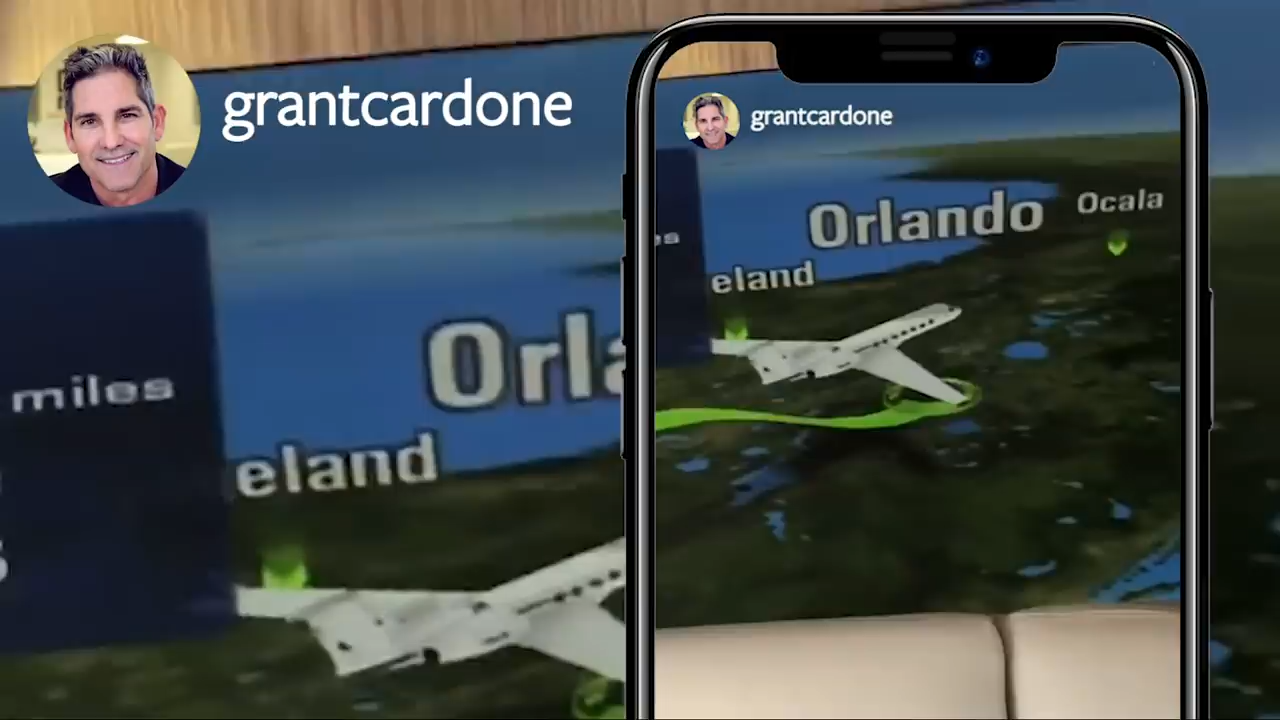 grantcardone
miles
Orla
eland
grantcardone
Orlando
Ocala
eland